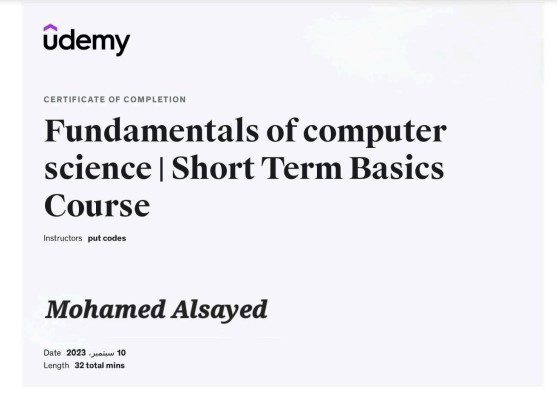 ûdemy
CERTIFICATE OF COMPLETION
Fundamentals of computer
science | Short Term Basics
Course
Instructors put codes
Mohamed Alsayed
Date 10 سبتمبر، 2023
Length 32 total mins